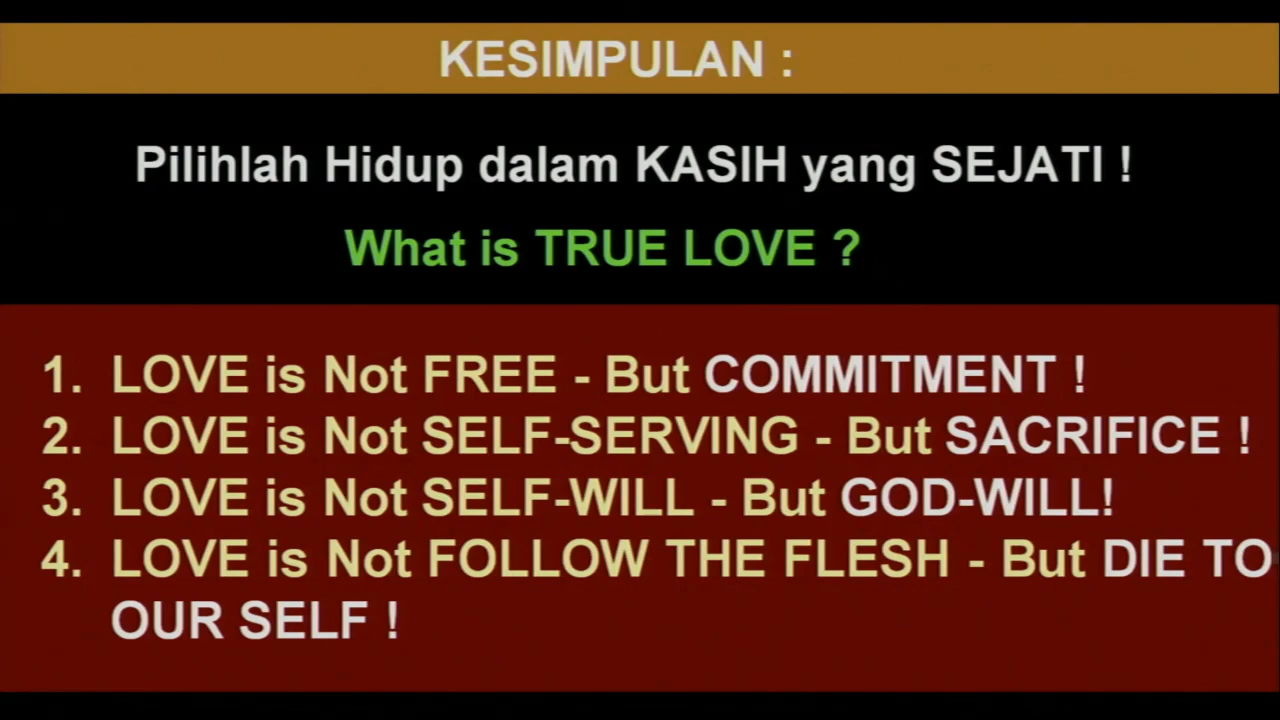 KESIMPULAN :
Pilihlah Hidup dalam KASIH yang SEJATI !
What is TRUE LOVE ?
1. LOVE is Not FREE - But COMMITMENT !
2. LOVE is Not SELF-SERVING - But SACRIFICE !
3. LOVE is Not SELF-WILL - But GOD-WILL!
4. LOVE is Not FOLLOW THE FLESH - But DIE TO
OUR SELF !